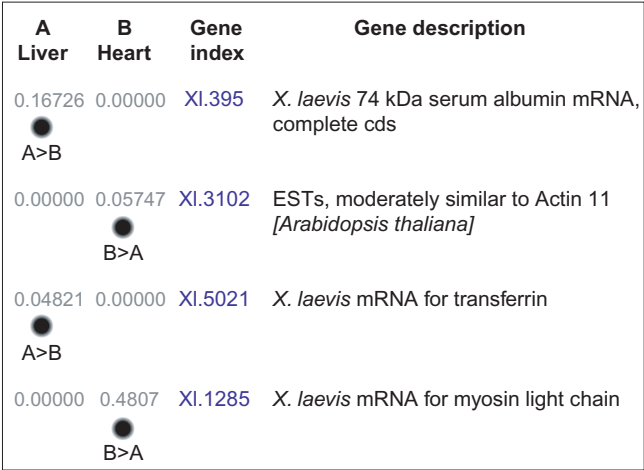 A B Gene Gene description
Liver Heart index
0.16726 0.00000 Xl.395 X. laevis 74 kDa serum albumin mRNA,
complete cds
A>B
0.00000 0.05747 Xl.3102 ESTs, moderately similar to Actin 11
[Arabidopsis thaliana]
B>A
0.04821 0.00000 Xl.5021 X. laevis mRNA for transferrin
A>B
0.00000 0.4807 Xl.1285 X. laevis mRNA for myosin light chain
B>A